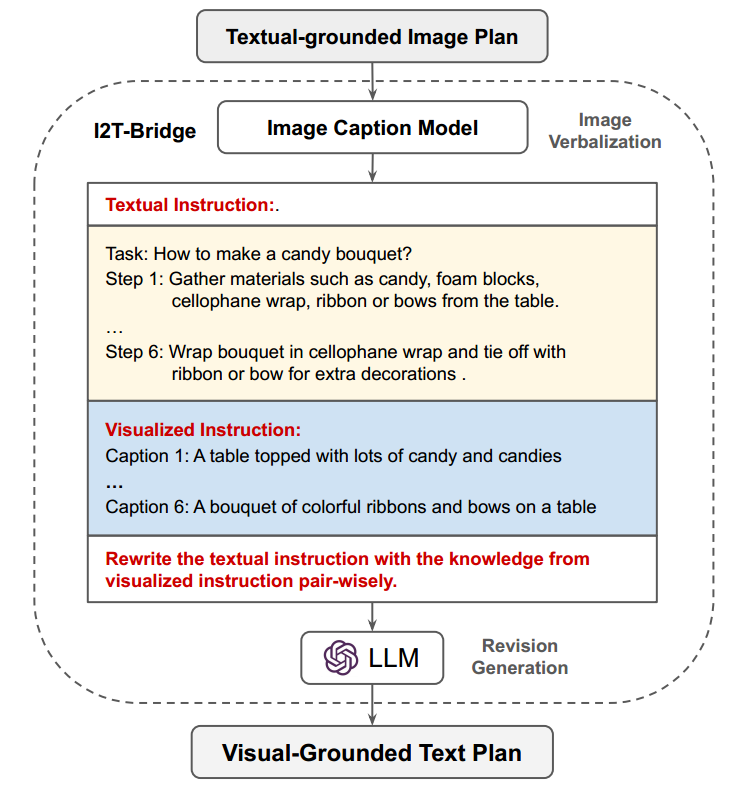 Textual-grounded Image Plan
I2T-Bridge
Image Caption Model
Image
Verbalization
Textual Instruction:.
Task: How to make a candy bouquet?
Step 1: Gather materials such as candy, foam blocks,
cellophane wrap, ribbon or bows from the table.
...
Step 6: Wrap bouquet in cellophane wrap and tie off with
ribbon or bow for extra decorations .
Visualized Instruction:
Caption 1: A table topped with lots of candy and candies
...
Caption 6: A bouquet of colorful ribbons and bows on a table
Rewrite the textual instruction with the knowledge from
visualized instruction pair-wisely.
LLM
Revision
Generation
Visual-Grounded Text Plan